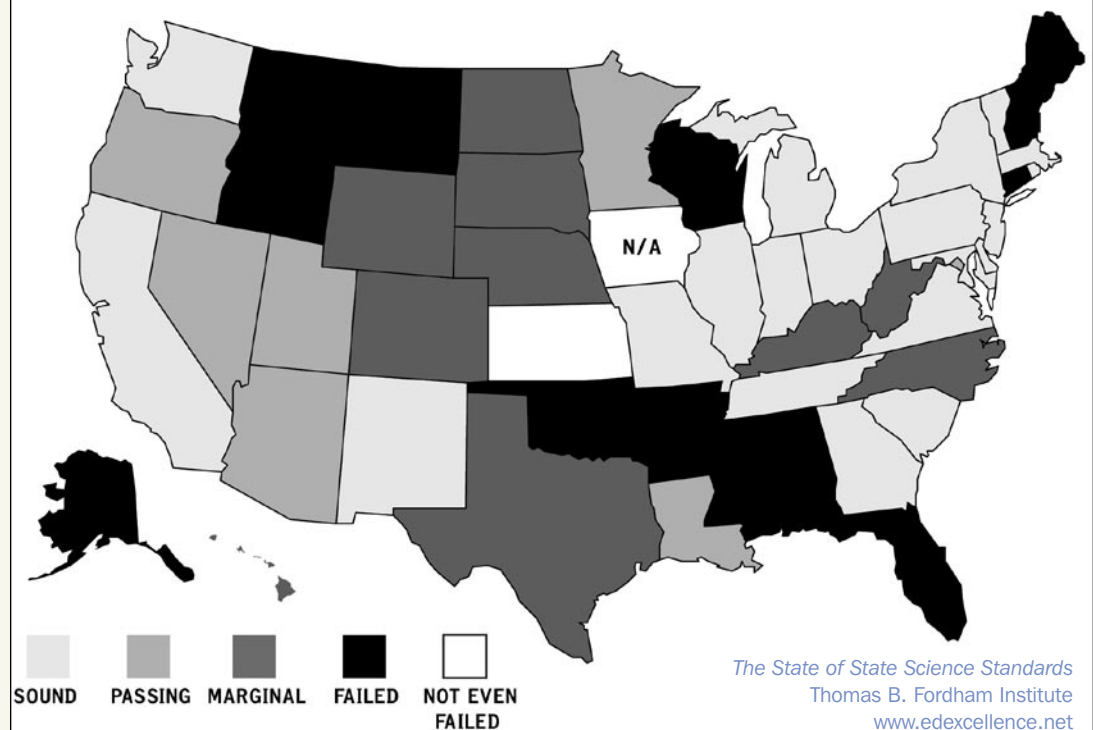 N/A
SOUND
PASSING
MARGINAL
FAILED
NOT EVEN
FAILED
The State of State Science Standards
Thomas B. Fordham Institute
www.edexcellence.net